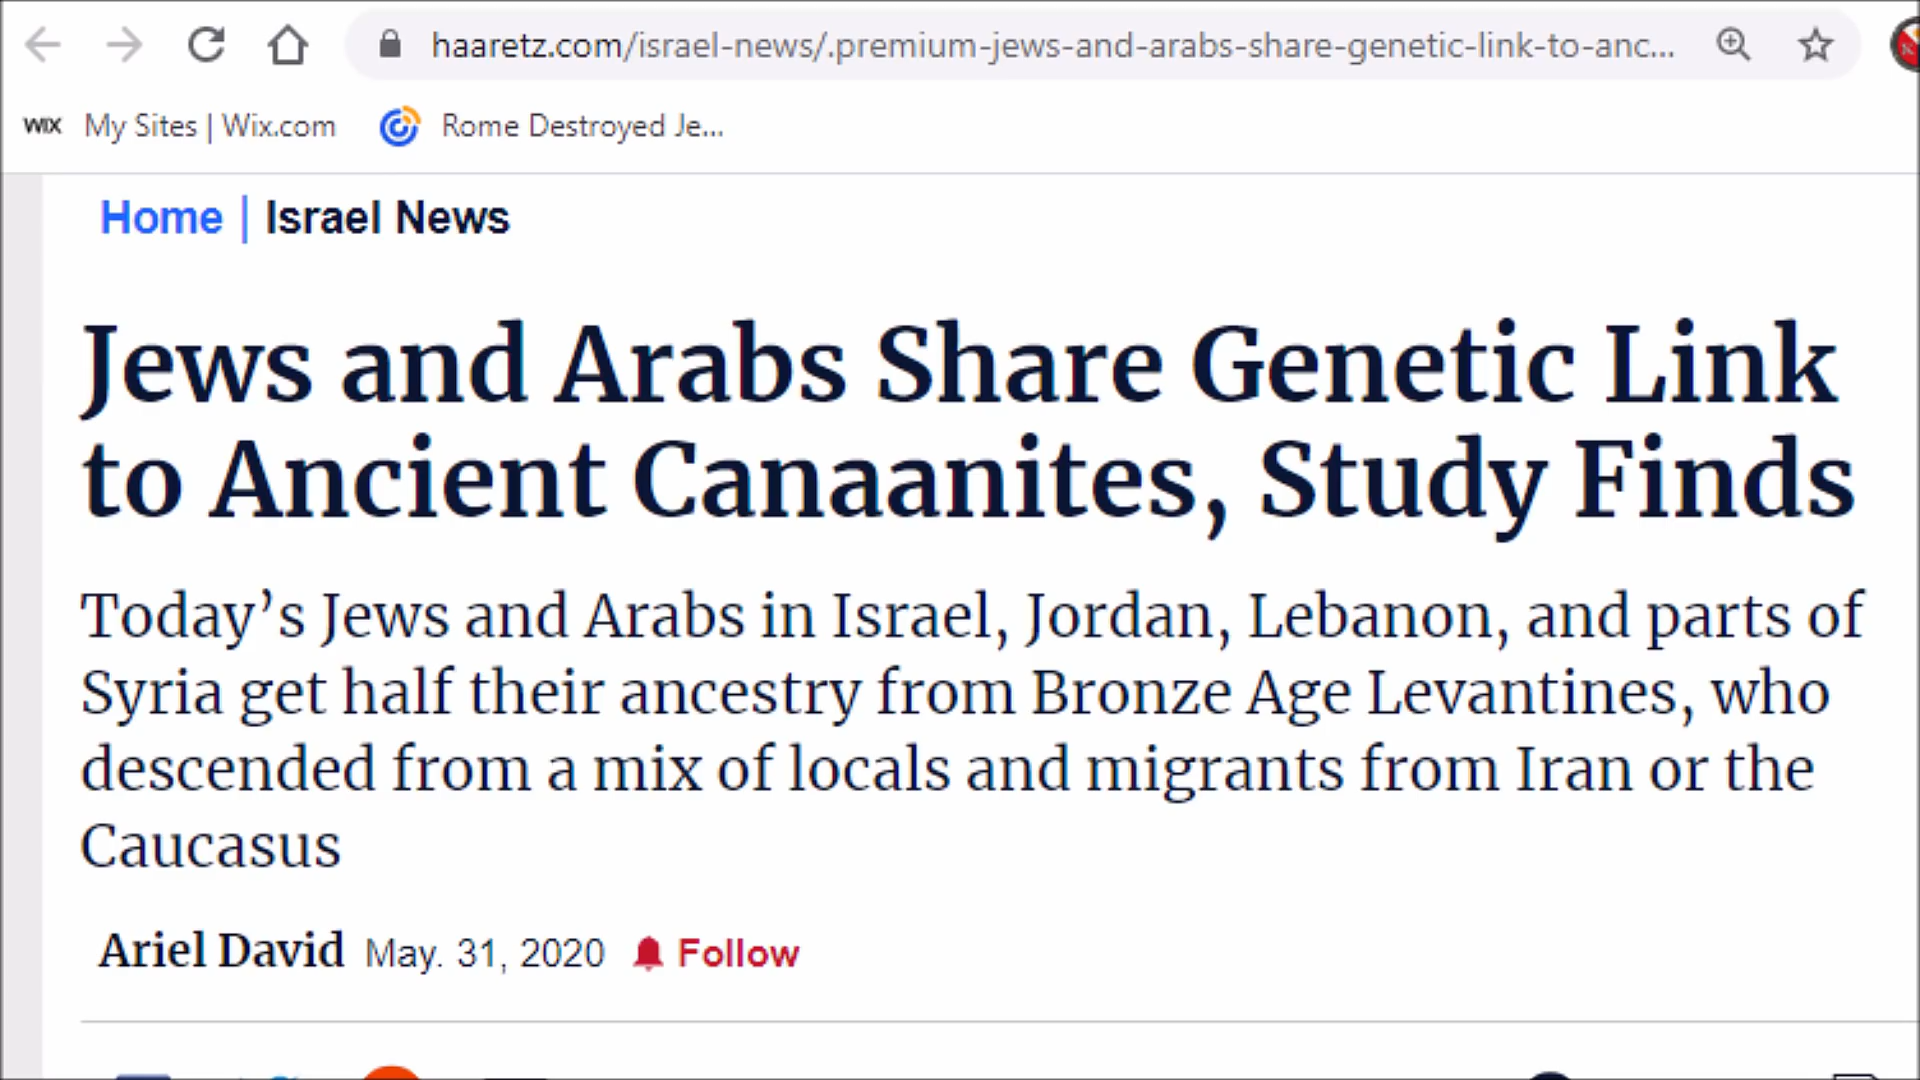 haaretz.com/israel-news/.premium-jews-and-arabs-share-genetic-link-to-anc...
WIX My Sites | Wix.com Rome Destroyed Je...
Home | Israel News
Jews and Arabs Share Genetic Link
to Ancient Canaanites, Study Finds
Today’s Jews and Arabs in Israel, Jordan, Lebanon, and parts of
Syria get half their ancestry from Bronze Age Levantines, who
descended from a mix of locals and migrants from Iran or the
Caucasus
Ariel David May. 31, 2020 Follow